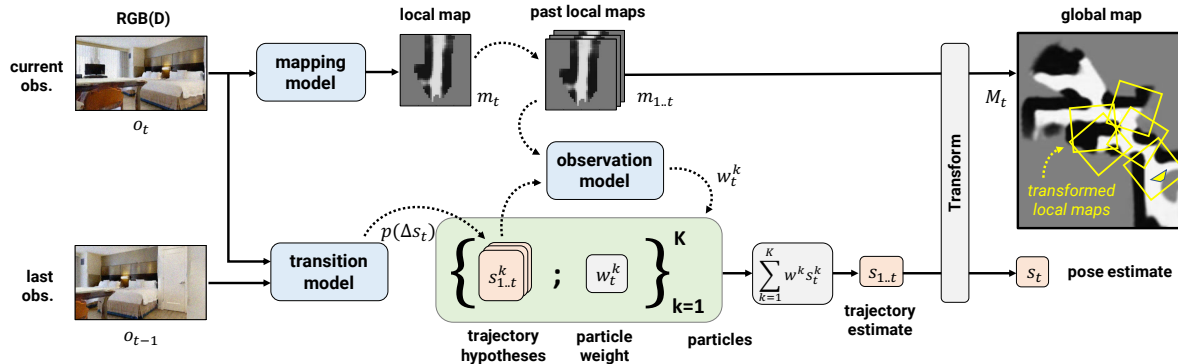 RGB(D)
local map
past local maps
global map
current
obs.
mapping
model
o_t
m_t
m_{1..t}
M_t
observation
model
w_t^k
transformed
local maps
Transform
p(Δs_t)
last
obs.
transition
model
o_{t−1}
{ s_{1..t}^k ; w_t^k }_{k=1}^K
\sum_{k=1}^K w^k s_t^k
s_{1..t}
s_t
pose estimate
trajectory
hypotheses
particle
weight
particles
trajectory
estimate